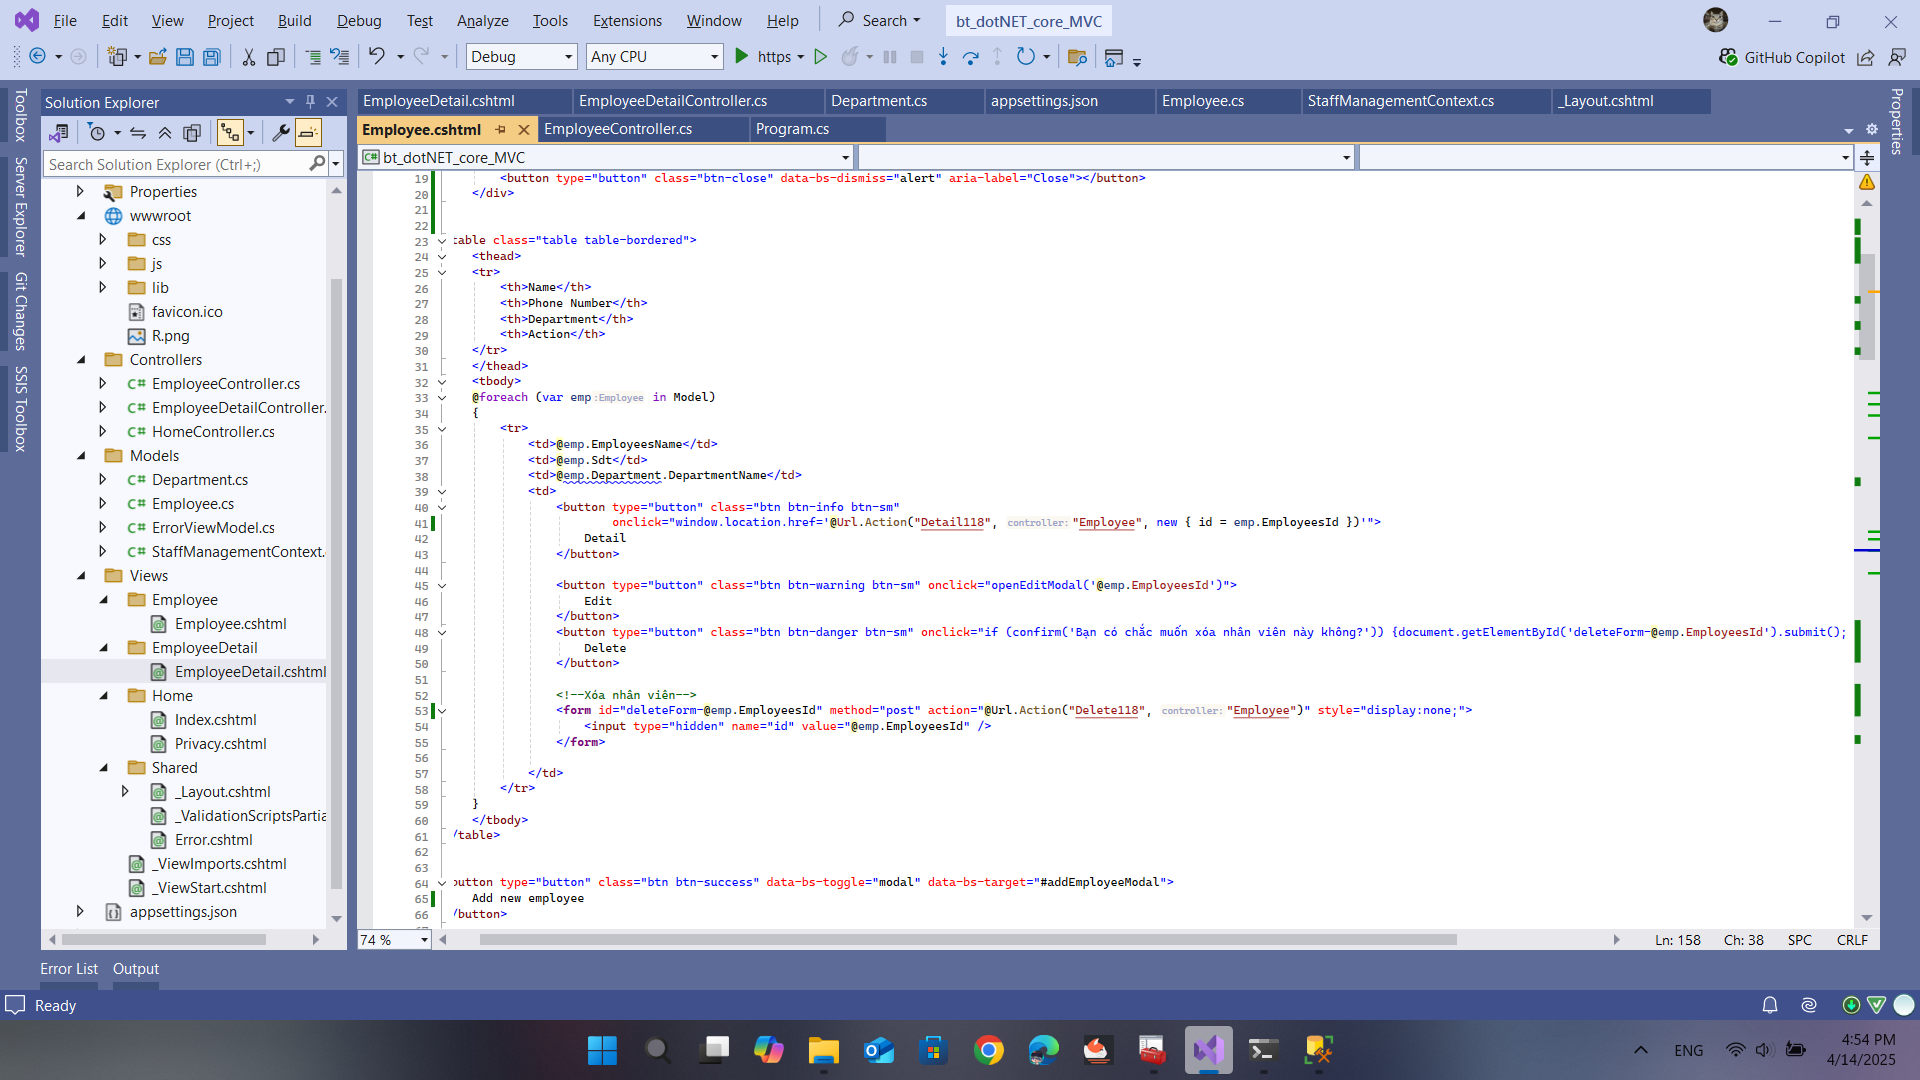 File Edit View Project Build Debug Test Analyze Tools Extensions Window Help Search bt_dotNET_core_MVC
Debug Any CPU https GitHub Copilot
Toolbox
Server Explorer
Git Changes
SSIS Toolbox
Solution Explorer
Search Solution Explorer (Ctrl+;)
Properties
wwwroot
css
js
lib
favicon.ico
R.png
Controllers
EmployeeController.cs
EmployeeDetailController.
HomeController.cs
Models
Department.cs
Employee.cs
ErrorViewModel.cs
StaffManagementContext.
Views
Employee
Employee.cshtml
EmployeeDetail
EmployeeDetail.cshtml
Home
Index.cshtml
Privacy.cshtml
Shared
_Layout.cshtml
_ValidationScriptsPartia
Error.cshtml
_ViewImports.cshtml
_ViewStart.cshtml
appsettings.json
EmployeeDetail.cshtml EmployeeDetailController.cs Department.cs appsettings.json Employee.cs StaffManagementContext.cs _Layout.cshtml
Employee.cshtml EmployeeController.cs Program.cs
C# bt_dotNET_core_MVC
19 <button type="button" class="btn-close" data-bs-dismiss="alert" aria-label="Close"></button>
20 </div>
21
22
23 table class="table table-bordered">
24 <thead>
25 <tr>
26 <th>Name</th>
27 <th>Phone Number</th>
28 <th>Department</th>
29 <th>Action</th>
30 </tr>
31 </thead>
32 <tbody>
33 @foreach (var emp:Employee in Model)
34 {
35 <tr>
36 <td>@emp.EmployeesName</td>
37 <td>@emp.Sdt</td>
38 <td>@emp.Department.DepartmentName</td>
39 <td>
40 <button type="button" class="btn btn-info btn-sm"
41 onclick="window.location.href='@Url.Action("Detail118", controller:"Employee", new { id = emp.EmployeesId })'">
42 Detail
43 </button>
44
45 <button type="button" class="btn btn-warning btn-sm" onclick="openEditModal('@emp.EmployeesId')">
46 Edit
47 </button>
48 <button type="button" class="btn btn-danger btn-sm" onclick="if (confirm('Bạn có chắc muốn xóa nhân viên này không?')) {document.getElementById('deleteForm-@emp.EmployeesId').submit();
49 Delete
50 </button>
51
52 <!--Xóa nhân viên-->
53 <form id="deleteForm-@emp.EmployeesId" method="post" action="@Url.Action("Delete118", controller:"Employee")" style="display:none;">
54 <input type="hidden" name="id" value="@emp.EmployeesId" />
55 </form>
56
57 </td>
58 </tr>
59 }
60 </tbody>
61 /table>
62
63
64 button type="button" class="btn btn-success" data-bs-toggle="modal" data-bs-target="#addEmployeeModal">
65 Add new employee
66 /button>
74 % Ln: 158 Ch: 38 SPC CRLF
Properties
Error List Output
Ready
ENG 4:54 PM
4/14/2025